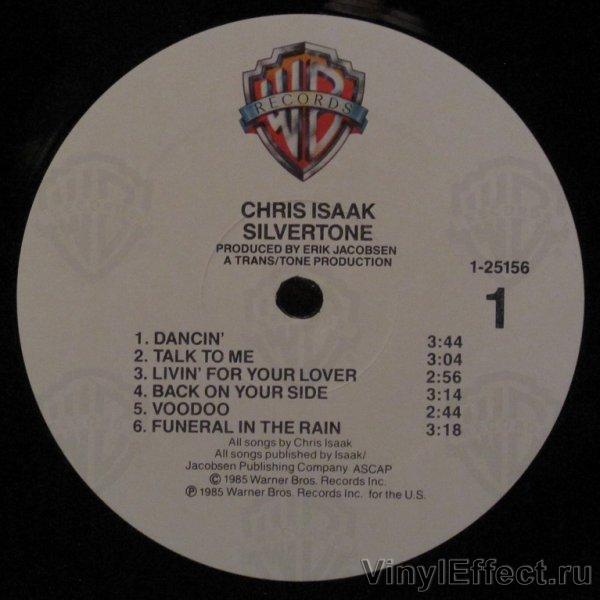 WB
RECORDS
CHRIS ISAAK
SILVERTONE
PRODUCED BY ERIK JACOBSEN
A TRANS/TONE PRODUCTION
1-25156
1
1. DANCIN' 3:44
2. TALK TO ME 3:04
3. LIVIN' FOR YOUR LOVER 2:56
4. BACK ON YOUR SIDE 3:14
5. VOODOO 2:44
6. FUNERAL IN THE RAIN 3:18
All songs by Chris Isaak
All songs published by Isaak/
Jacobsen Publishing Company ASCAP
© 1985 Warner Bros. Records Inc.
℗ 1985 Warner Bros. Records Inc. for the U.S.
VinylEffect.ru